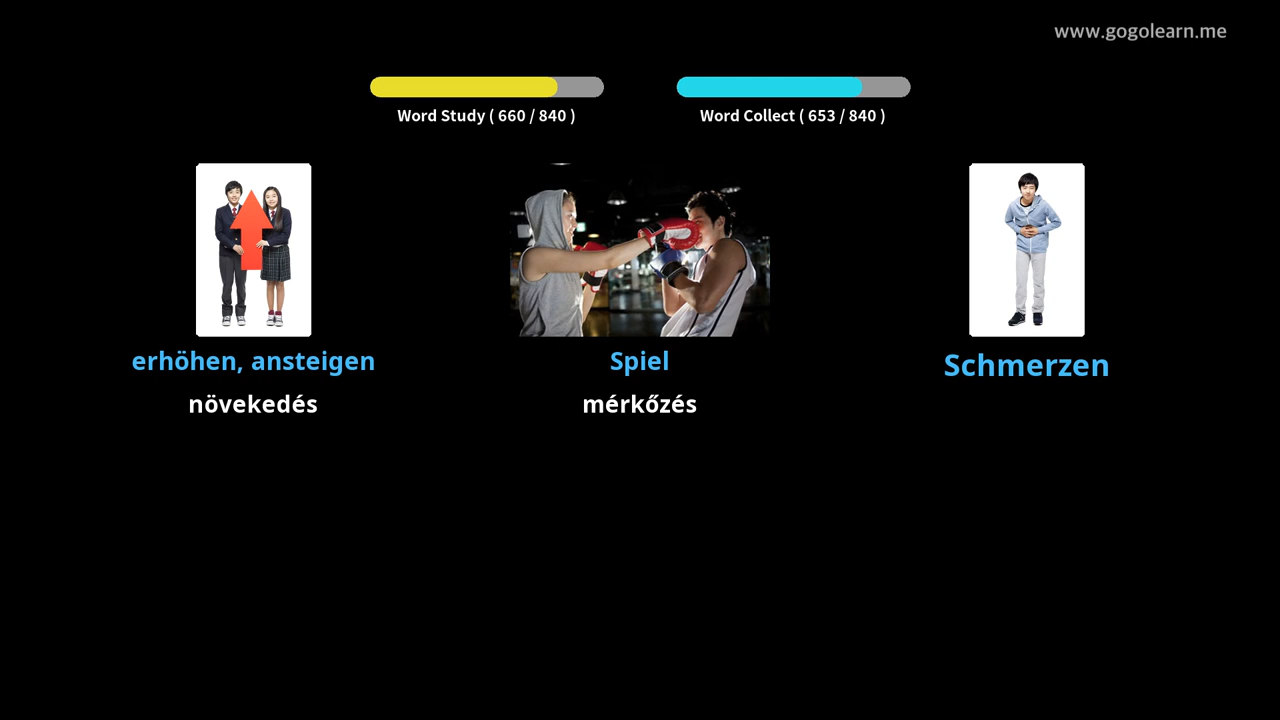 www.gogolearn.me
Word Study ( 660 / 840 )
Word Collect ( 653 / 840 )
erhöhen, ansteigen
növekedés
Spiel
mérkőzés
Schmerzen